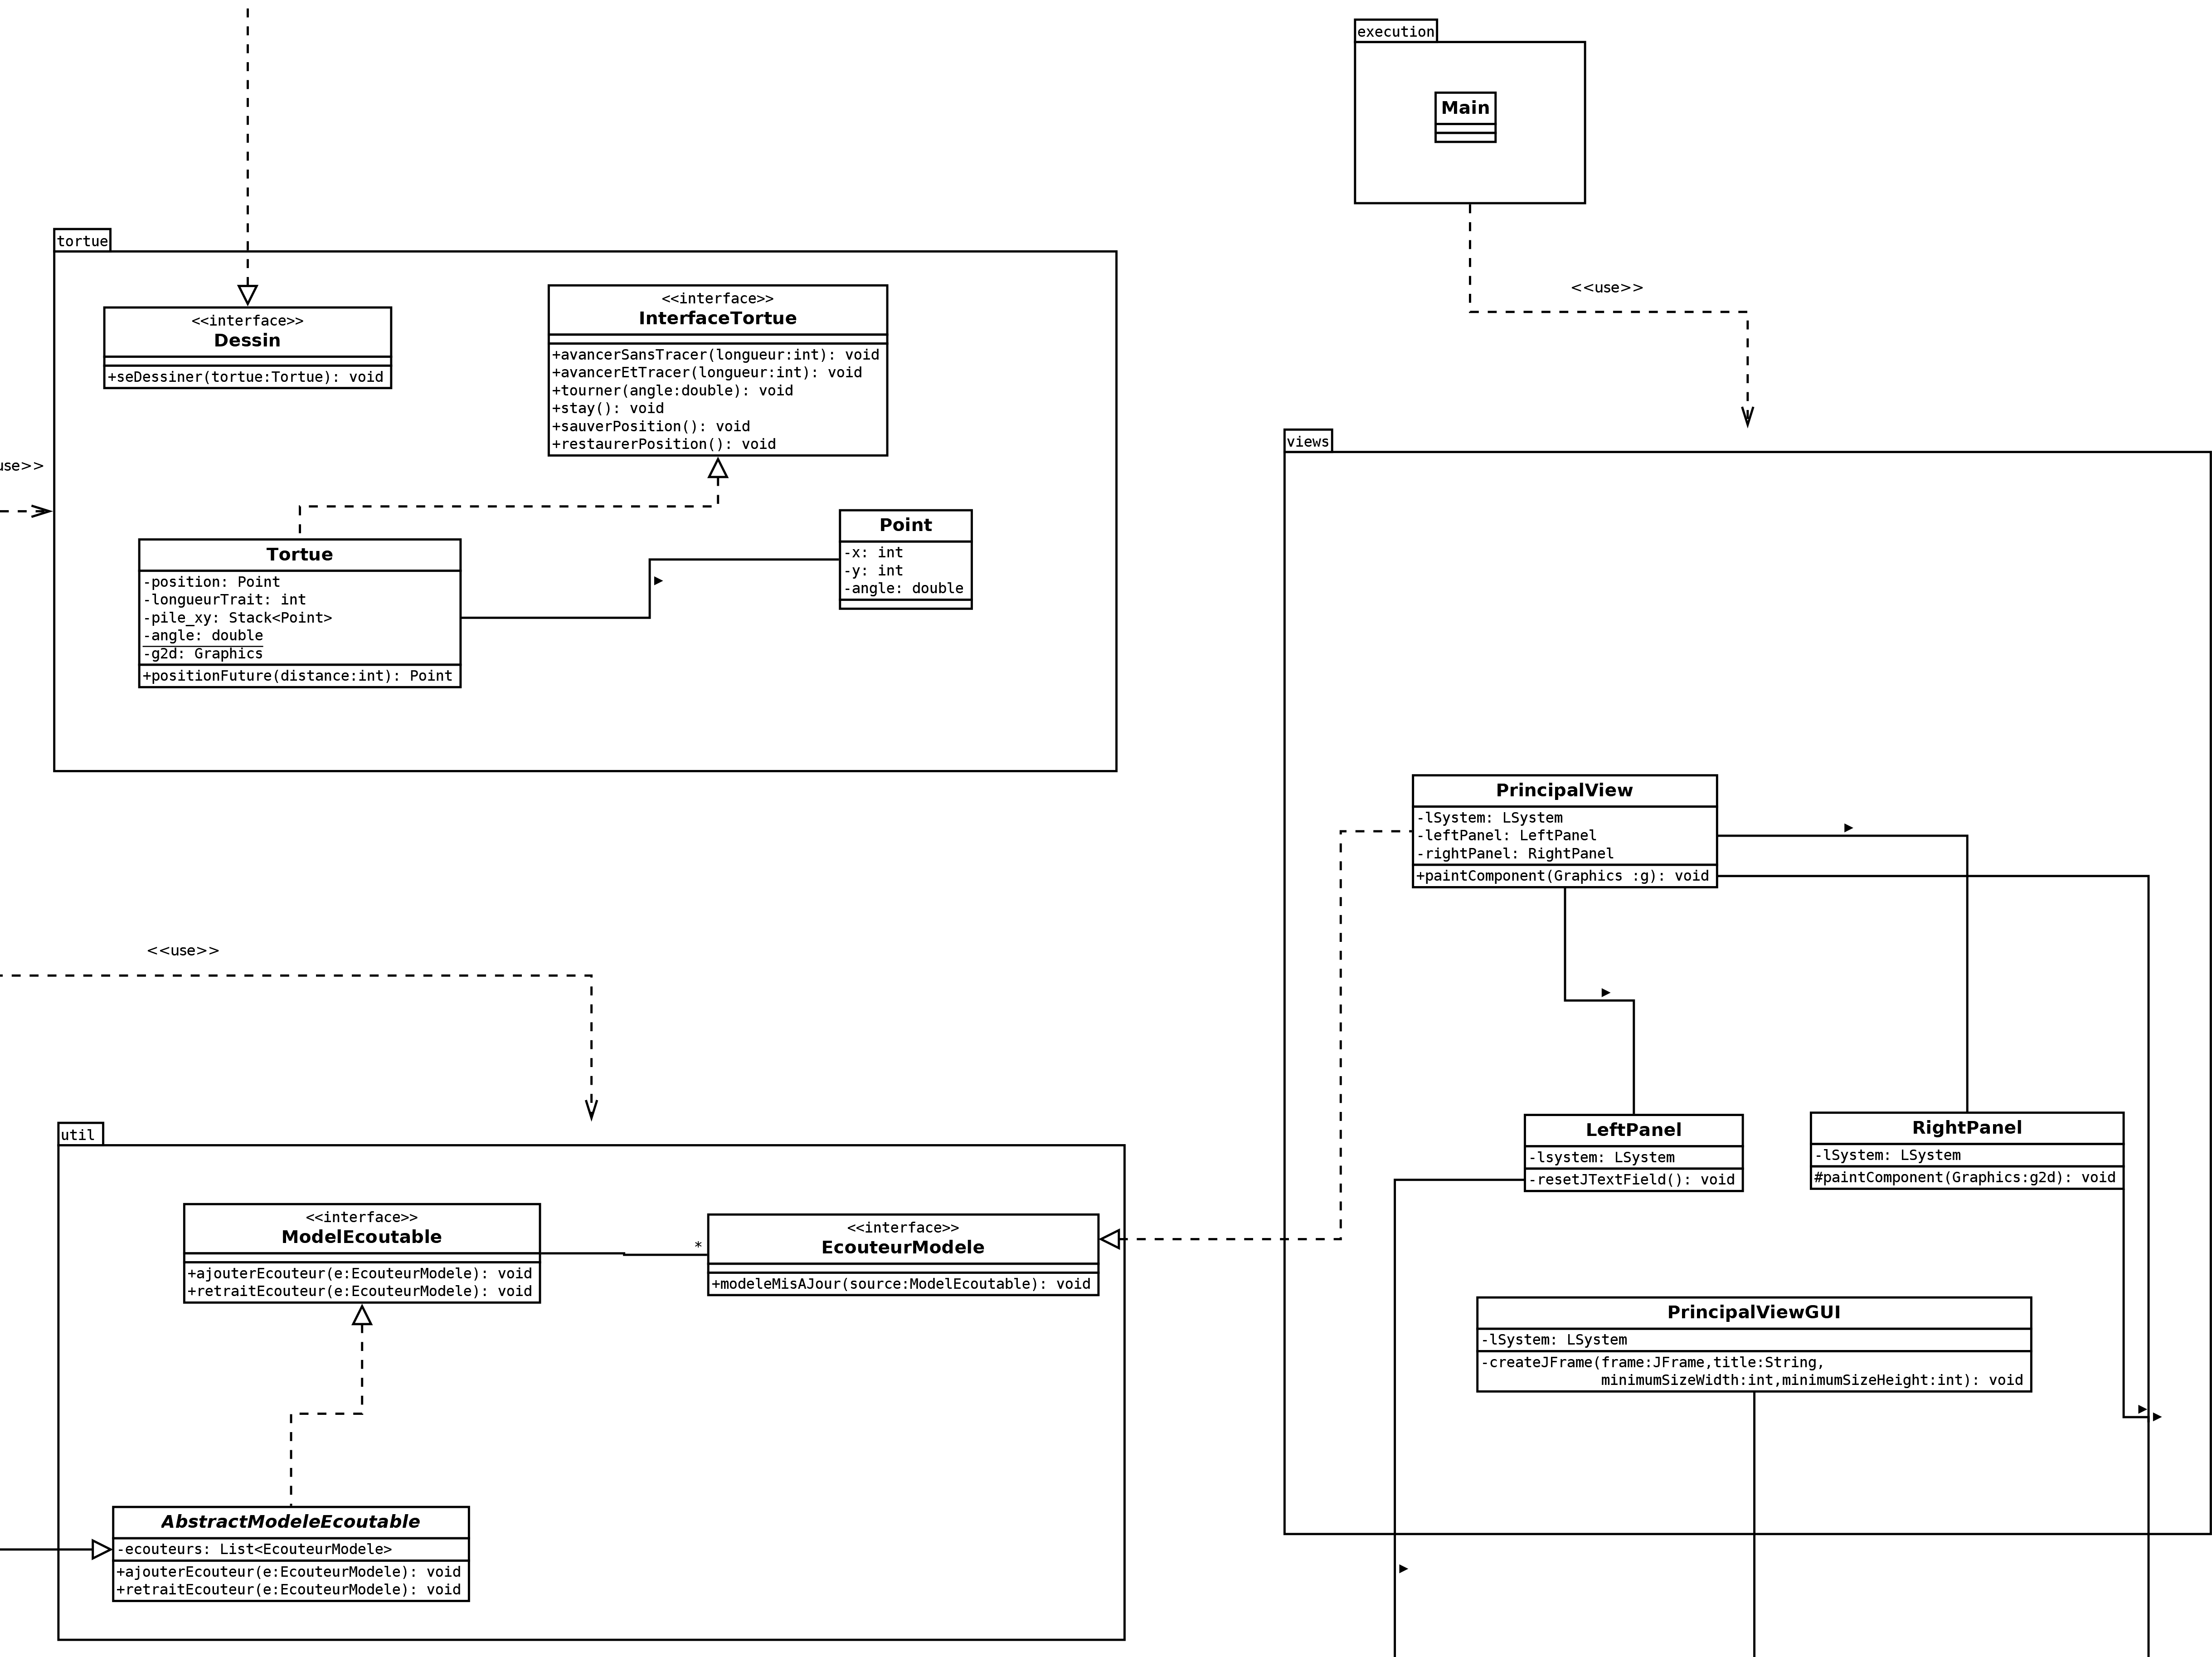 execution
Main
<<use>>
tortue
<<interface>>
Dessin
+seDessiner(tortue:Tortue): void
<<interface>>
InterfaceTortue
+avancerSansTracer(longueur:int): void
+avancerEtTracer(longueur:int): void
+tourner(angle:double): void
+stay(): void
+sauverPosition(): void
+restaurerPosition(): void
use>>
Tortue
-position: Point
-longueurTrait: int
-pile_xy: Stack<Point>
-angle: double
-g2d: Graphics
+positionFuture(distance:int): Point
Point
-x: int
-y: int
-angle: double
views
PrincipalView
-lSystem: LSystem
-leftPanel: LeftPanel
-rightPanel: RightPanel
+paintComponent(Graphics :g): void
LeftPanel
-lsystem: LSystem
-resetJTextField(): void
RightPanel
-lSystem: LSystem
#paintComponent(Graphics:g2d): void
PrincipalViewGUI
-lSystem: LSystem
-createJFrame(frame:JFrame,title:String,
minimumSizeWidth:int,minimumSizeHeight:int): void
<<use>>
util
<<interface>>
ModelEcoutable
+ajouterEcouteur(e:EcouteurModele): void
+retraitEcouteur(e:EcouteurModele): void
*
<<interface>>
EcouteurModele
+modeleMisAJour(source:ModelEcoutable): void
AbstractModeleEcoutable
-ecouteurs: List<EcouteurModele>
+ajouterEcouteur(e:EcouteurModele): void
+retraitEcouteur(e:EcouteurModele): void